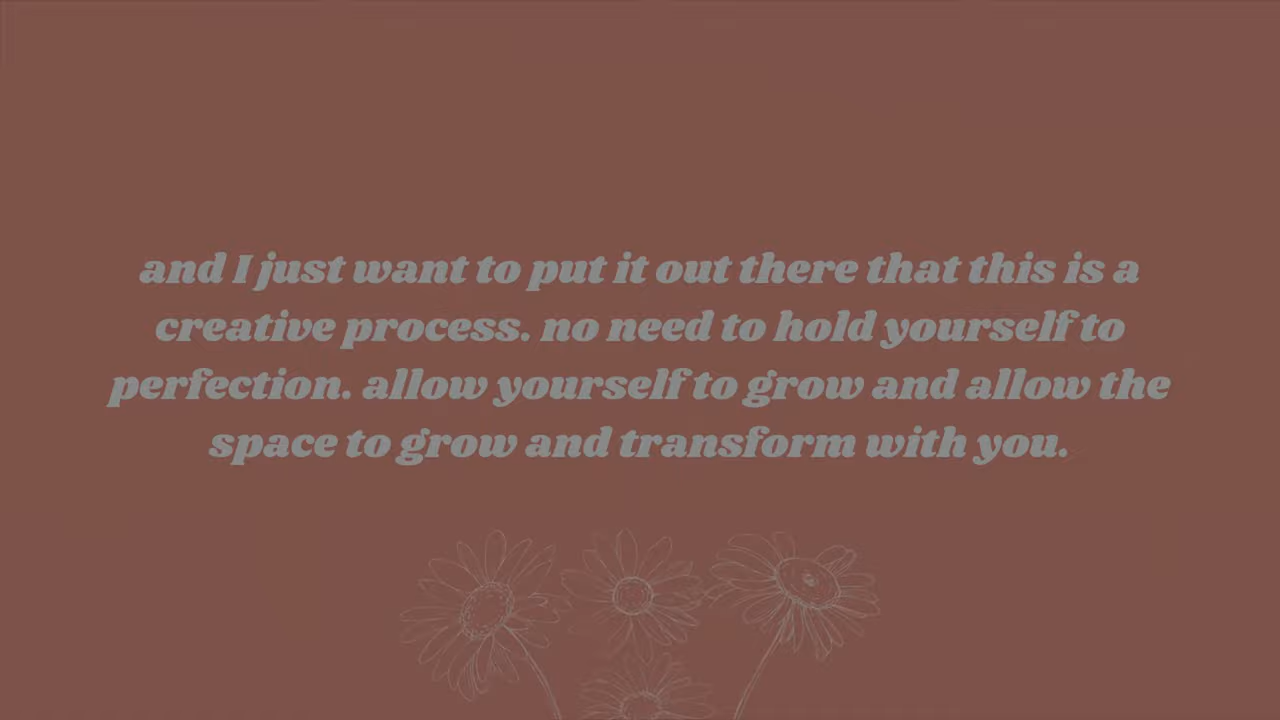 and I just want to put it out there that this is a
creative process. no need to hold yourself to
perfection. allow yourself to grow and allow the
space to grow and transform with you.